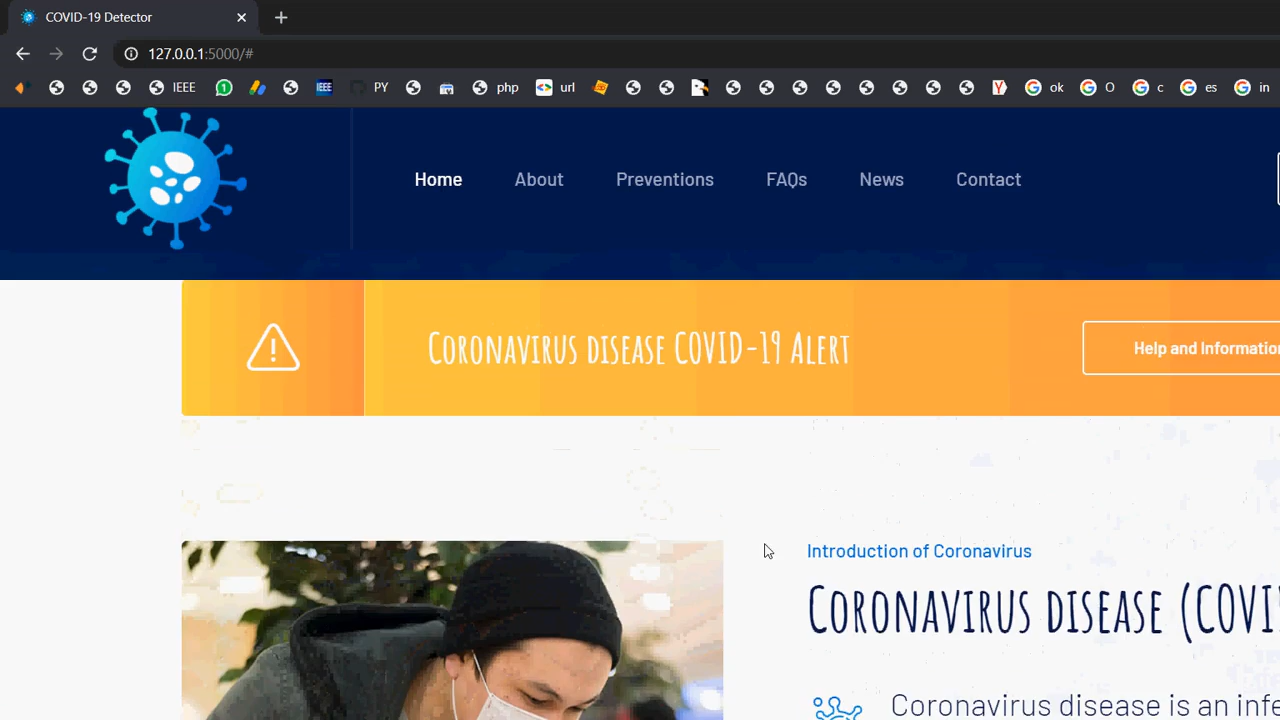 COVID-19 Detector
127.0.0.1:5000/#
IEEE 1 IEEE PY php url Y ok O c es in
Home About Preventions FAQs News Contact
Coronavirus disease COVID-19 Alert
Help and Information
Introduction of Coronavirus
Coronavirus disease (COVI
Coronavirus disease is an infe